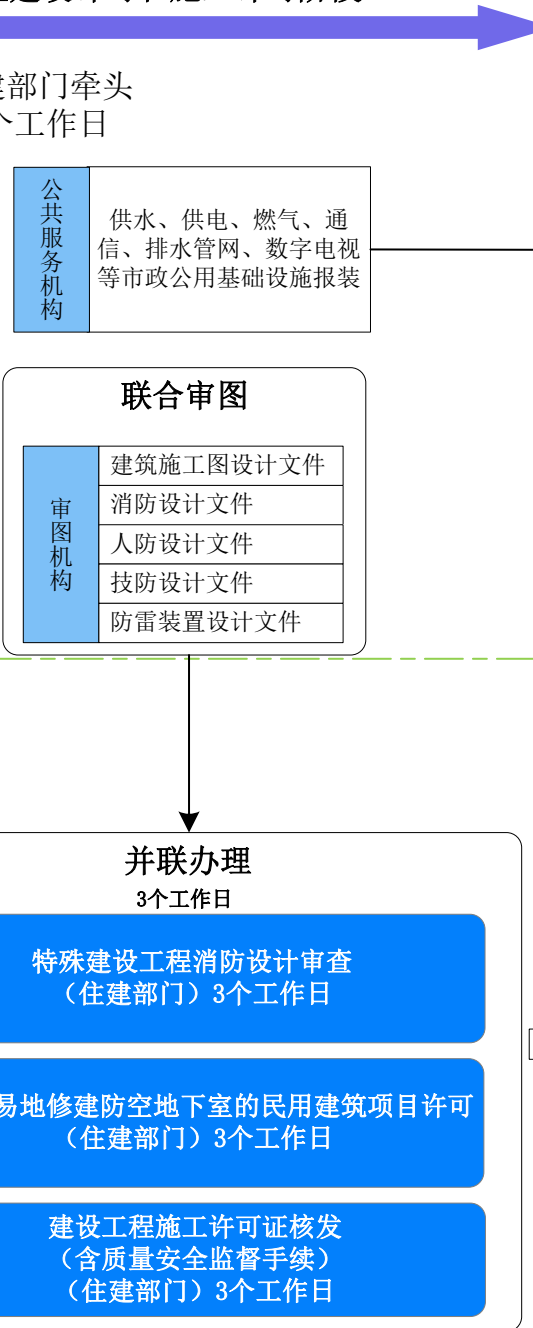 建部门牵头
个工作日
公共服务机构
供水、供电、燃气、通
信、排水管网、数字电视
等市政公用基础设施报装
联合审图
审图机构
建筑施工图设计文件
消防设计文件
人防设计文件
技防设计文件
防雷装置设计文件
并联办理
3个工作日
特殊建设工程消防设计审查
（住建部门）3个工作日
易地修建防空地下室的民用建筑项目许可
（住建部门）3个工作日
建设工程施工许可证核发
（含质量安全监督手续）
（住建部门）3个工作日